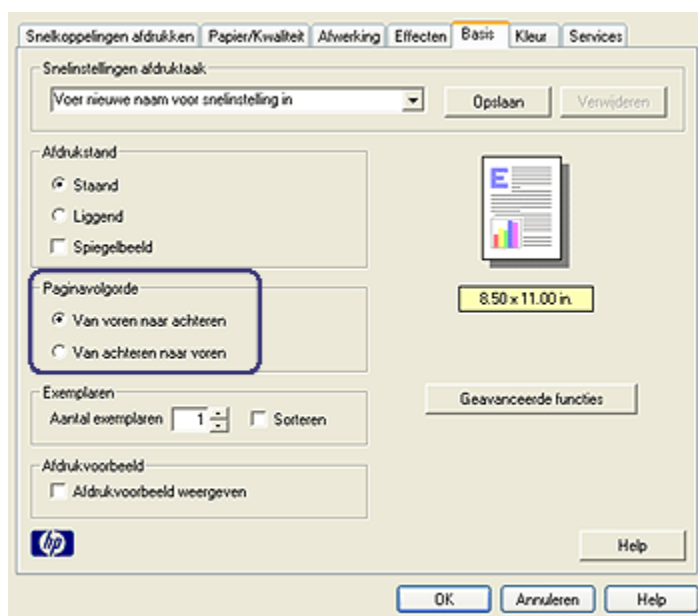 Snelkoppelingen afdrukken Papier/Kwaliteit Afwerking Effecten Basis Kleur Services
Snelinstellingen afdruktaak
Voer nieuwe naam voor snelinstelling in Opslaan Verwijderen
Afdrukstand
Staand
Liggend
Spiegelbeeld
E
8.50 x 11.00 in.
Paginavolgorde
Van voren naar achteren
Van achteren naar voren
Exemplaren
Aantal exemplaren 1 Sorteren
Geavanceerde functies
Afdrukvoorbeeld
Afdrukvoorbeeld weergeven
hp
Help
OK Annuleren Help